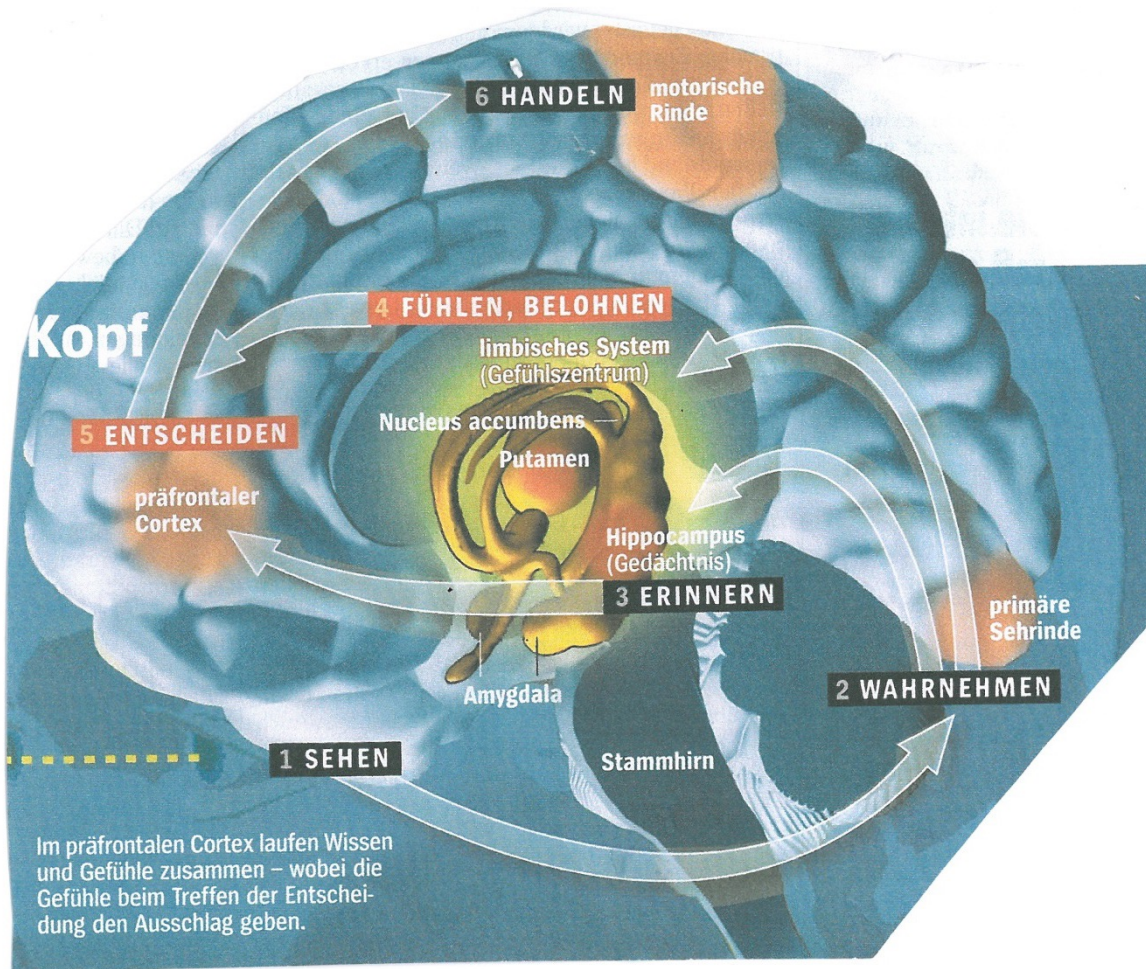 6 HANDELN
motorische
Rinde
4 FÜHLEN, BELOHNEN
Kopf
limbisches System
(Gefühlszentrum)
Nucleus accumbens
5 ENTSCHEIDEN
Putamen
präfrontaler
Cortex
Hippocampus
(Gedächtnis)
3 ERINNERN
primäre
Sehrinde
Amygdala
2 WAHRNEHMEN
1 SEHEN
Stammhirn
Im präfrontalen Cortex laufen Wissen
und Gefühle zusammen – wobei die
Gefühle beim Treffen der Entschei-
dung den Ausschlag geben.